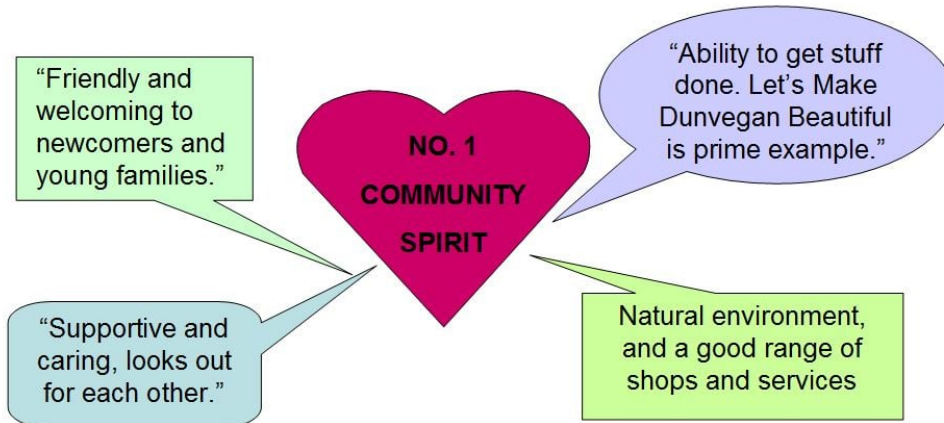 “Friendly and
welcoming to
newcomers and
young families.”
NO. 1
COMMUNITY
SPIRIT
“Ability to get stuff
done. Let’s Make
Dunvegan Beautiful
is prime example.”
“Supportive and
caring, looks out
for each other.”
Natural environment,
and a good range of
shops and services